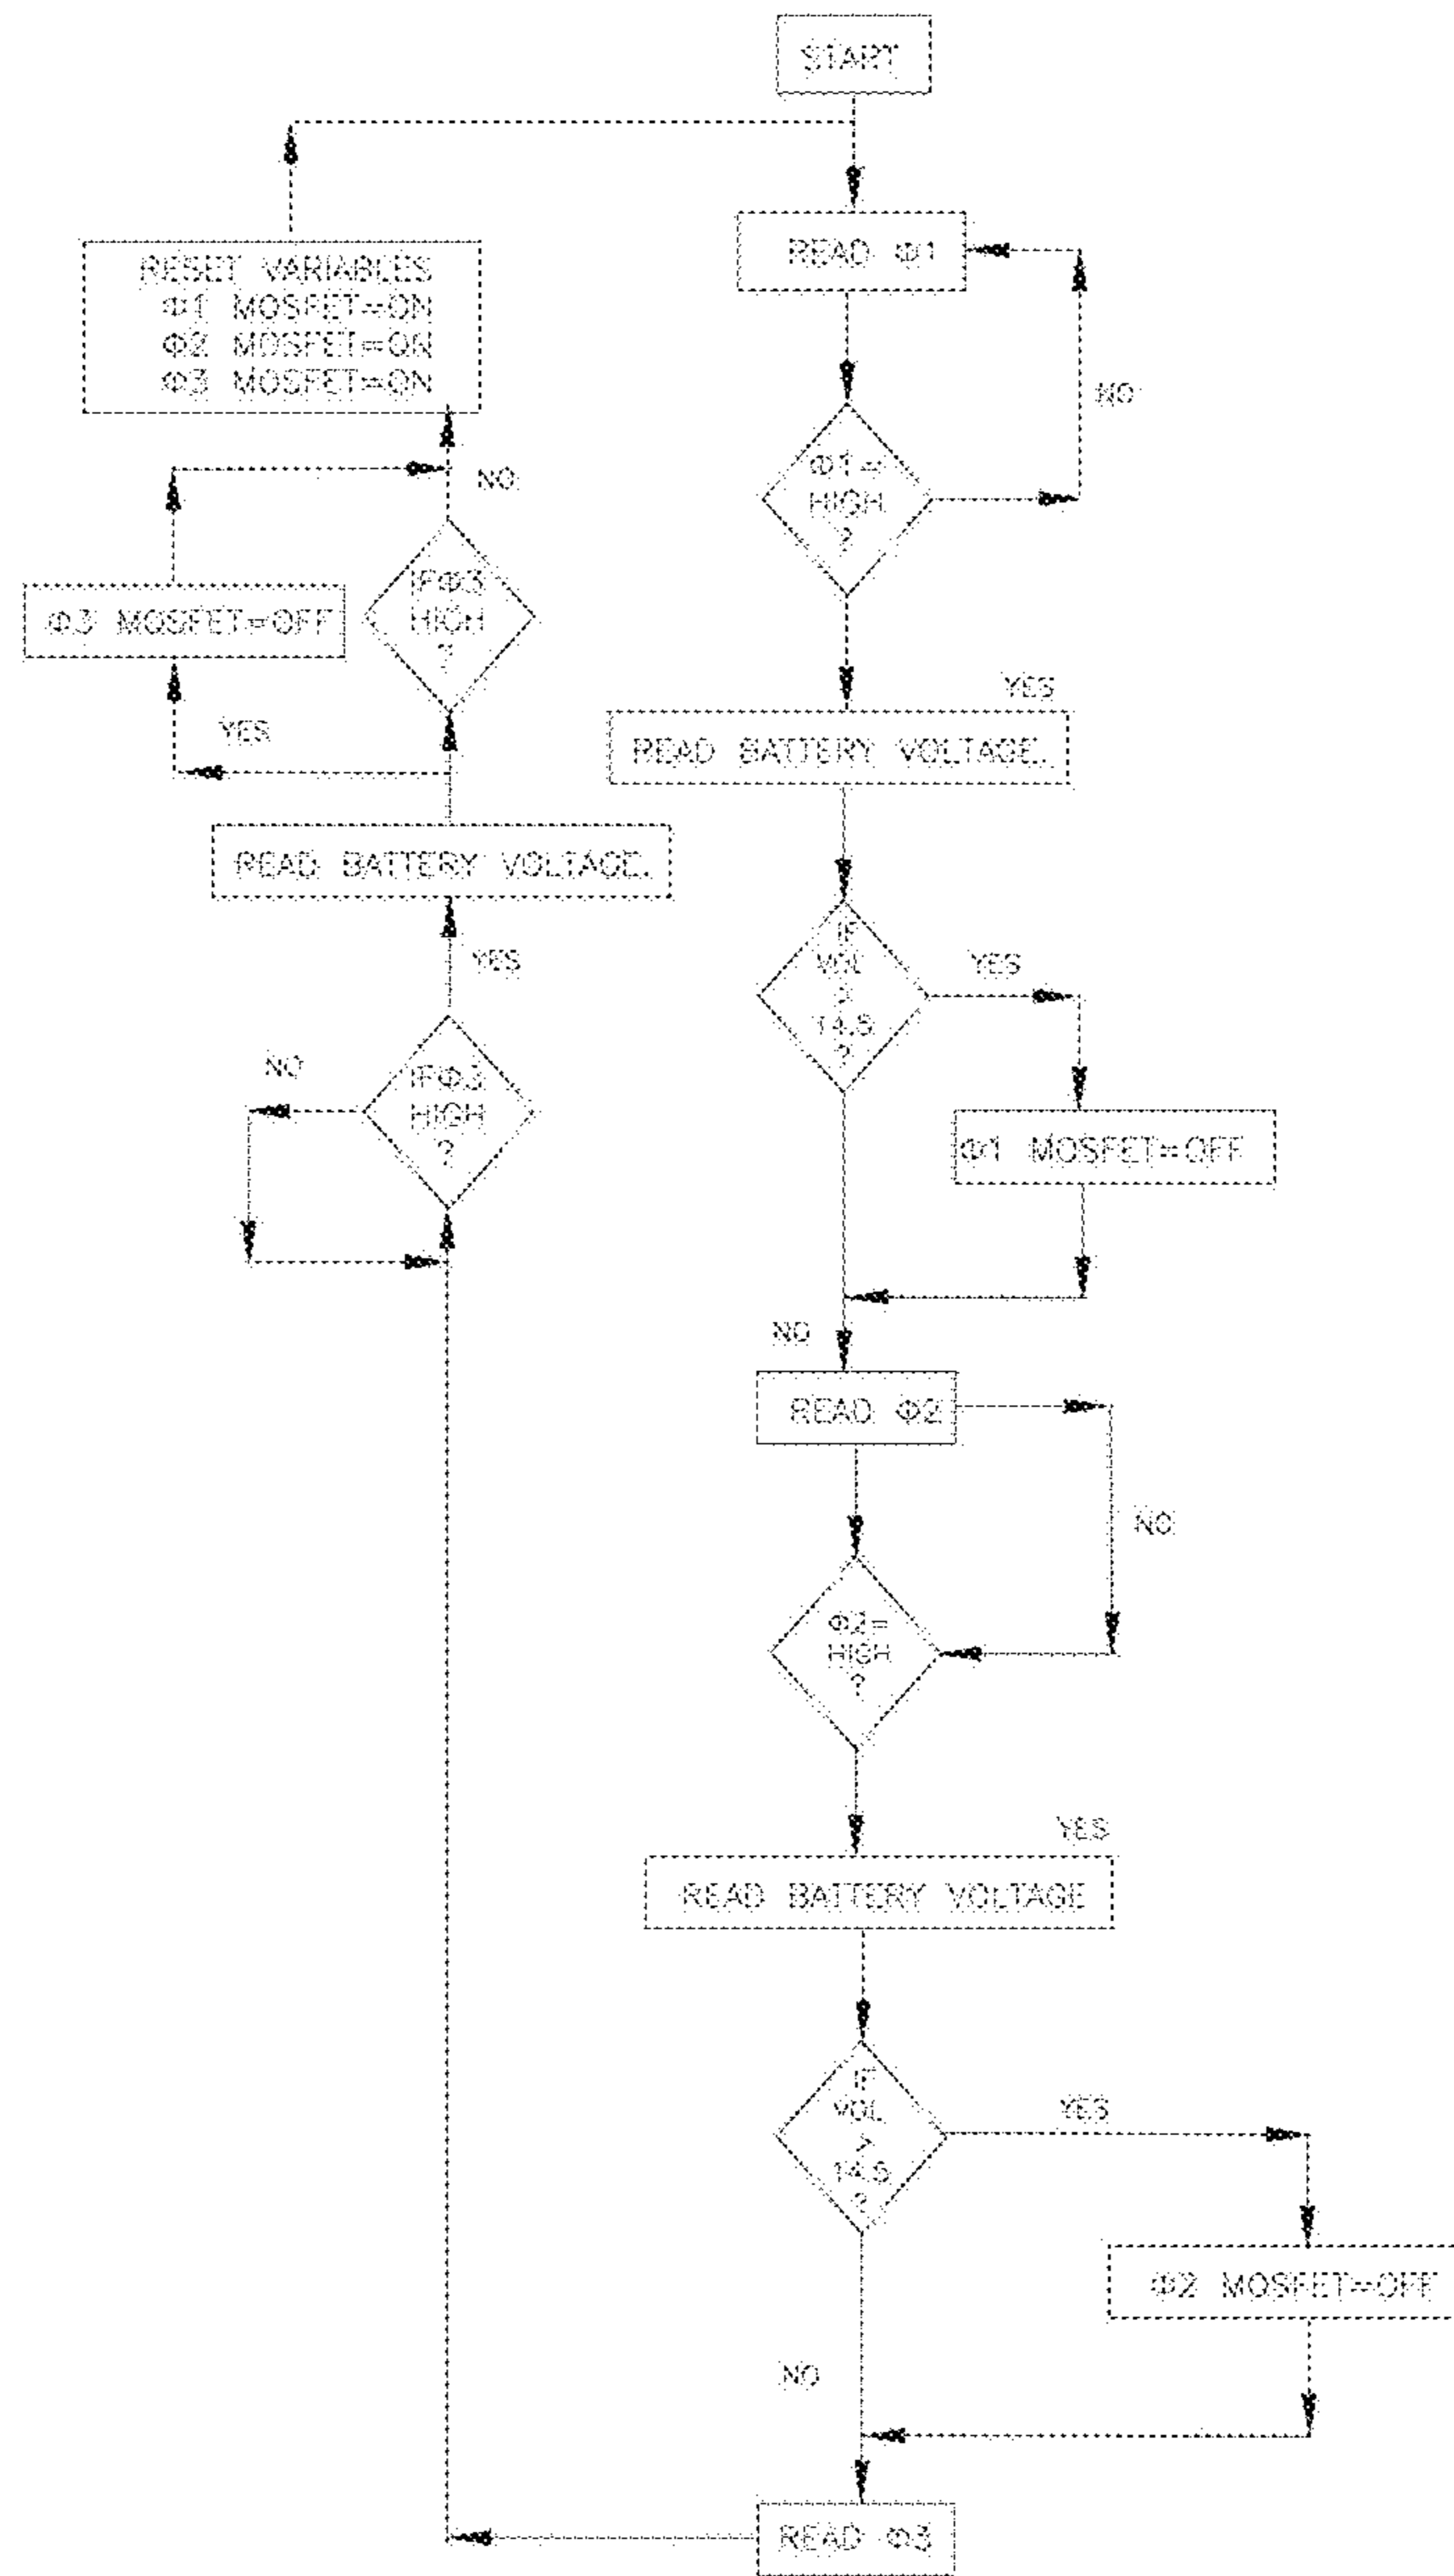 START
READ Φ1
Φ1=
HIGH
?
NO
YES
READ BATTERY VOLTAGE.
IF
VOL
>
14.5
?
YES
Φ1 MOSFET=OFF
NO
READ Φ2
NO
Φ2=
HIGH
?
YES
READ BATTERY VOLTAGE
IF
VOL
>
14.5
?
YES
Φ2 MOSFET=OFF
NO
READ Φ3
IFΦ3
HIGH
?
NO
YES
READ BATTERY VOLTAGE.
YES
IFΦ3
HIGH
?
Φ3 MOSFET=OFF
NO
RESET VARIABLES
Φ1 MOSFET=ON
Φ2 MOSFET=ON
Φ3 MOSFET=ON